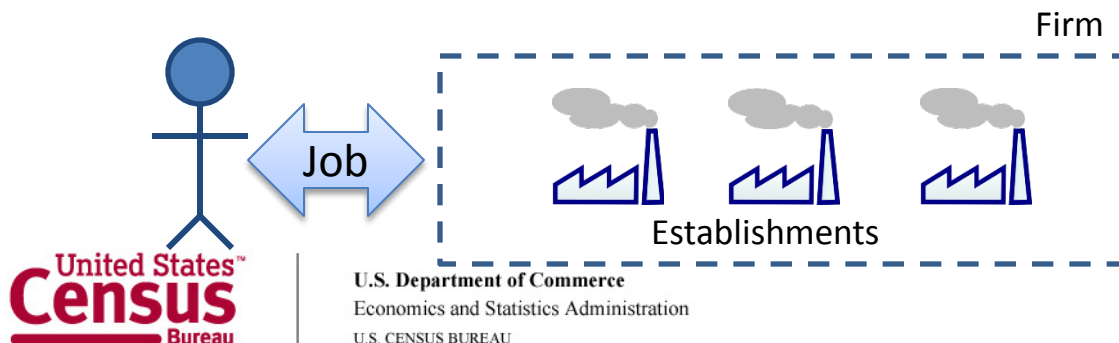 Firm
Job
Establishments
United States™
Census
Bureau
U.S. Department of Commerce
Economics and Statistics Administration
U.S. CENSUS BUREAU